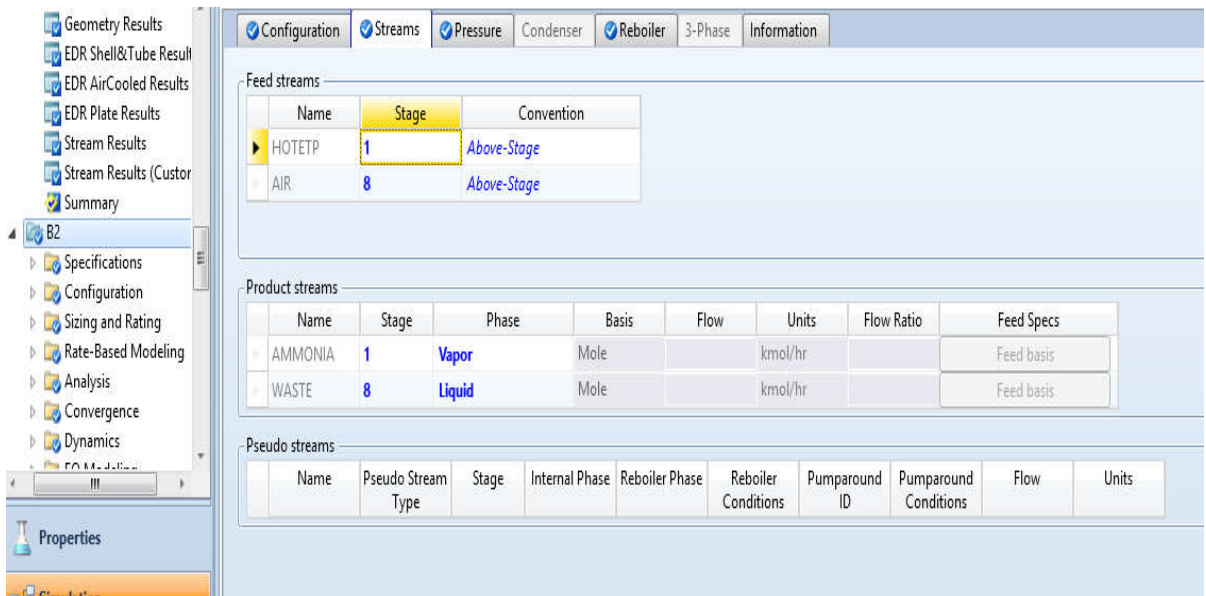 Geometry Results
EDR Shell&Tube Result
EDR AirCooled Results
EDR Plate Results
Stream Results
Stream Results (Custor
Summary
B2
Specifications
Configuration
Sizing and Rating
Rate-Based Modeling
Analysis
Convergence
Dynamics
EO Modeling
Properties
Simulation
Configuration Streams Pressure Condenser Reboiler 3-Phase Information
Feed streams
Name Stage Convention
HOTETP 1 Above-Stage
AIR 8 Above-Stage
Product streams
Name Stage Phase Basis Flow Units Flow Ratio Feed Specs
AMMONIA 1 Vapor Mole kmol/hr Feed basis
WASTE 8 Liquid Mole kmol/hr Feed basis
Pseudo streams
Name Pseudo Stream Stage Internal Phase Reboiler Phase Reboiler Pumparound Pumparound Flow Units
Type Conditions ID Conditions